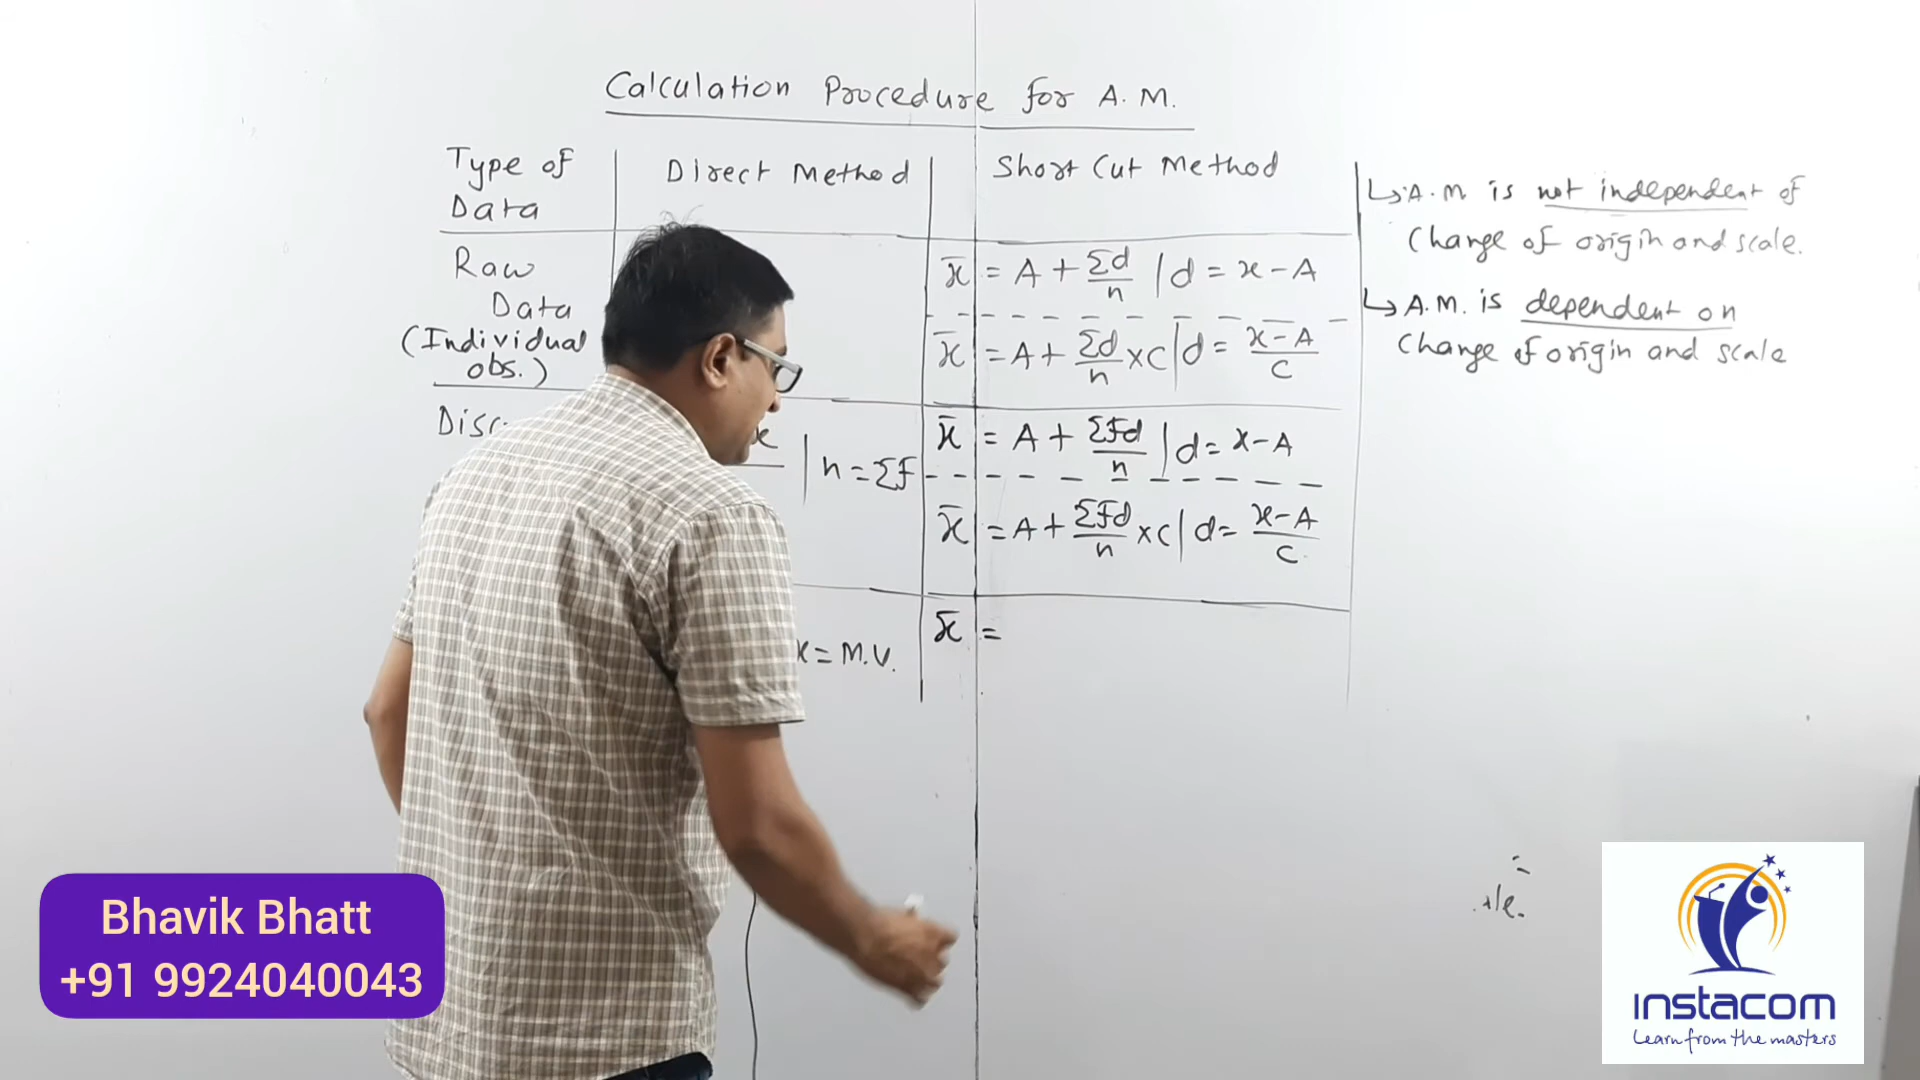 Calculation Procedure for A.M.
Type of Data
Direct Method
Short Cut Method
Raw Data
(Individual obs.)
x̄ = A + Σd/n | d = x - A
x̄ = A + Σd/n × c | d = x - A/c
| n = Σf
x̄ = A + Σfd/n | d = x - A
x̄ = A + Σfd/n × c | d = x - A/c
x = M.V.
x̄ =
↳ A.M is not independent of
Change of origin and scale.
↳ A.M. is dependent on
Change of origin and scale
Bhavik Bhatt
+91 9924040043
instacom
Learn from the masters